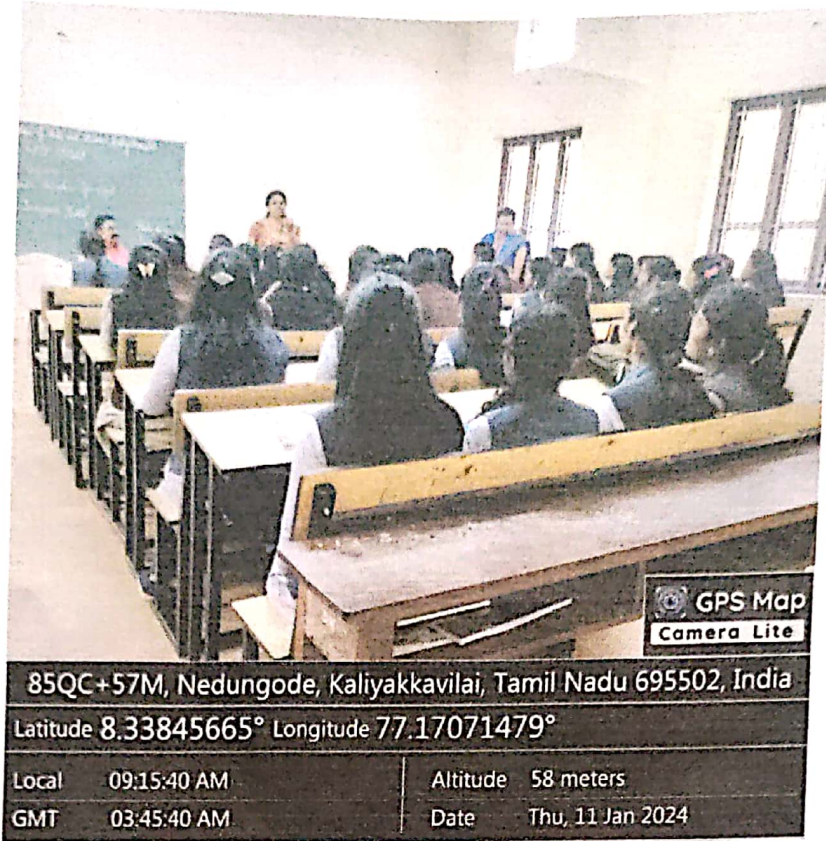 GPS Map
Camera Lite
85QC+57M, Nedungode, Kaliyakkavilai, Tamil Nadu 695502, India
Latitude 8.33845665° Longitude 77.17071479°
Local 09:15:40 AM Altitude 58 meters
GMT 03:45:40 AM Date Thu, 11 Jan 2024